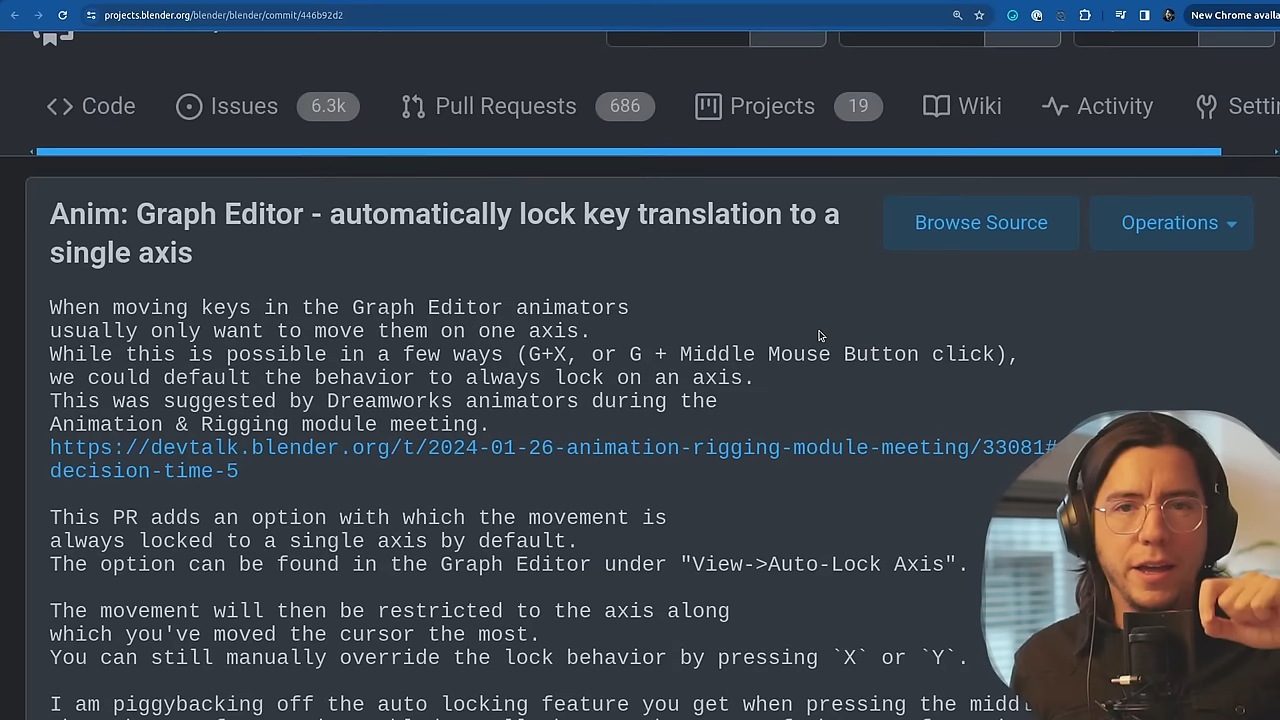 projects.blender.org/blender/blender/commit/446b92d2
New Chrome availa
Code
Issues 6.3k
Pull Requests 686
Projects 19
Wiki
Activity
Setti
Anim: Graph Editor - automatically lock key translation to a
single axis
Browse Source
Operations
When moving keys in the Graph Editor animators
usually only want to move them on one axis.
While this is possible in a few ways (G+X, or G + Middle Mouse Button click),
we could default the behavior to always lock on an axis.
This was suggested by Dreamworks animators during the
Animation & Rigging module meeting.
https://devtalk.blender.org/t/2024-01-26-animation-rigging-module-meeting/33081#
decision-time-5
This PR adds an option with which the movement is
always locked to a single axis by default.
The option can be found in the Graph Editor under "View->Auto-Lock Axis".
The movement will then be restricted to the axis along
which you've moved the cursor the most.
You can still manually override the lock behavior by pressing `X` or `Y`.
I am piggybacking off the auto locking feature you get when pressing the midd